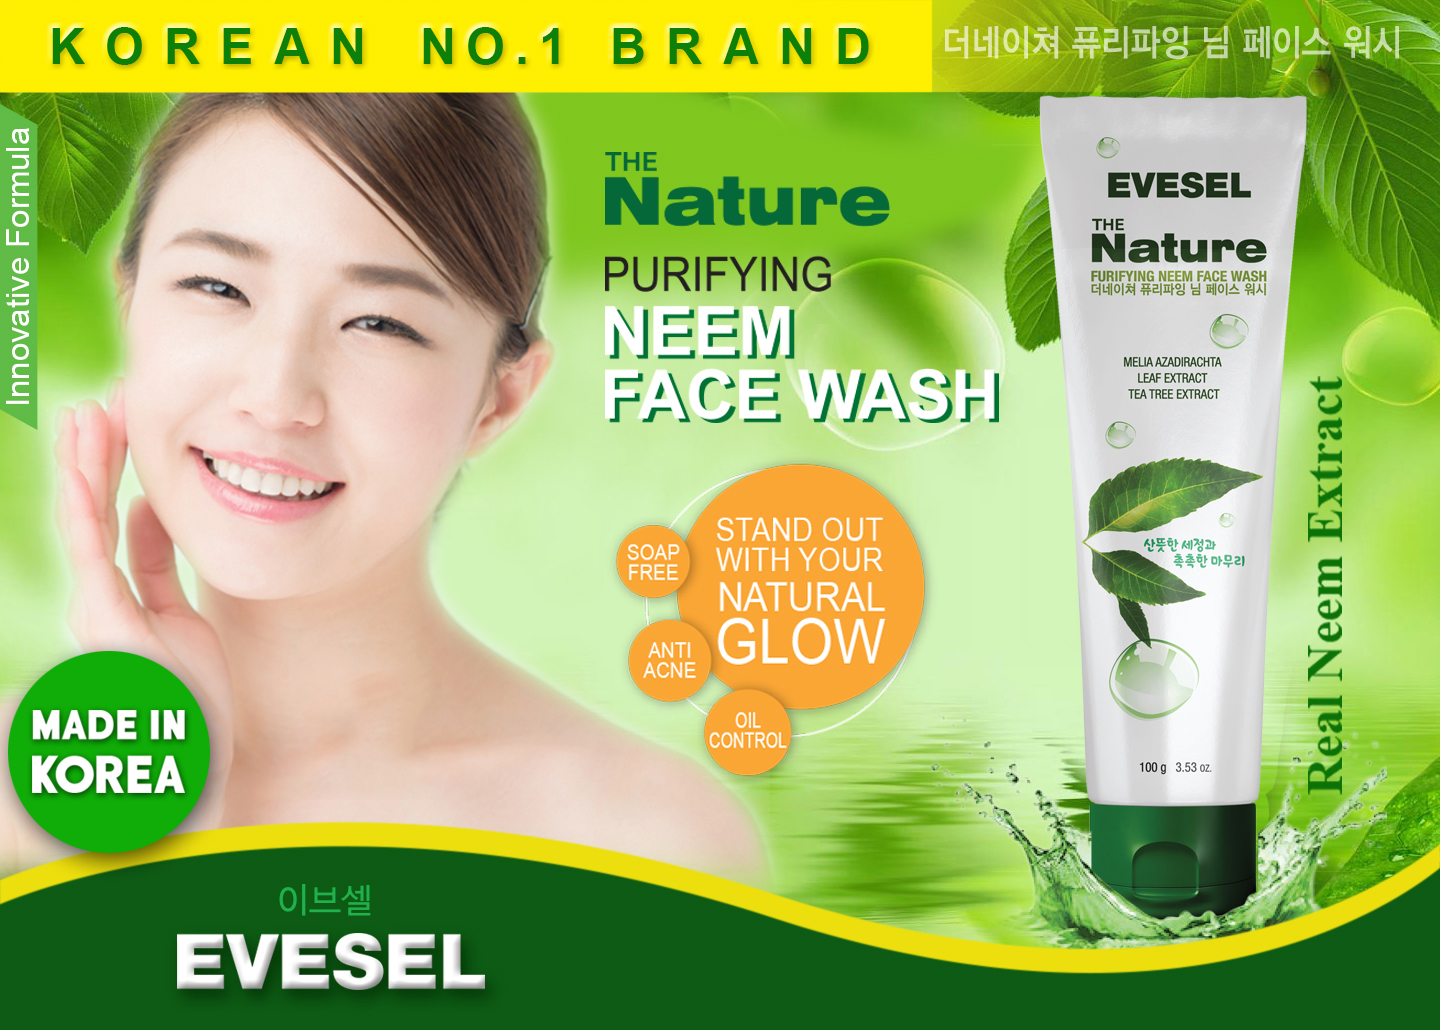 KOREAN NO.1 BRAND
더네이쳐 퓨리파잉 님 페이스 워시
Innovative Formula
THE
Nature
PURIFYING
NEEM
FACE WASH
SOAP
FREE
ANTI
ACNE
OIL
CONTROL
STAND OUT
WITH YOUR
NATURAL
GLOW
EVESEL
THE
Nature
FURIFYING NEEM FACE WASH
더네이쳐 퓨리파잉 님 페이스 워시
MELIA AZADIRACHTA
LEAF EXTRACT
TEA TREE EXTRACT
산뜻한 세정과
촉촉한 마무리
100 g 3.53 oz.
Real Neem Extract
MADE IN
KOREA
이브셀
EVESEL